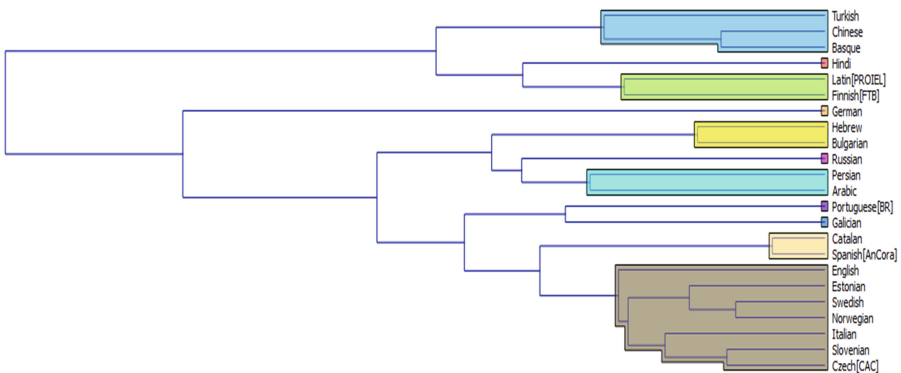 Turkish
Chinese
Basque
Hindi
Latin[PROIEL]
Finnish[FTB]
German
Hebrew
Bulgarian
Russian
Persian
Arabic
Portuguese[BR]
Galician
Catalan
Spanish[AnCora]
English
Estonian
Swedish
Norwegian
Italian
Slovenian
Czech[CAC]